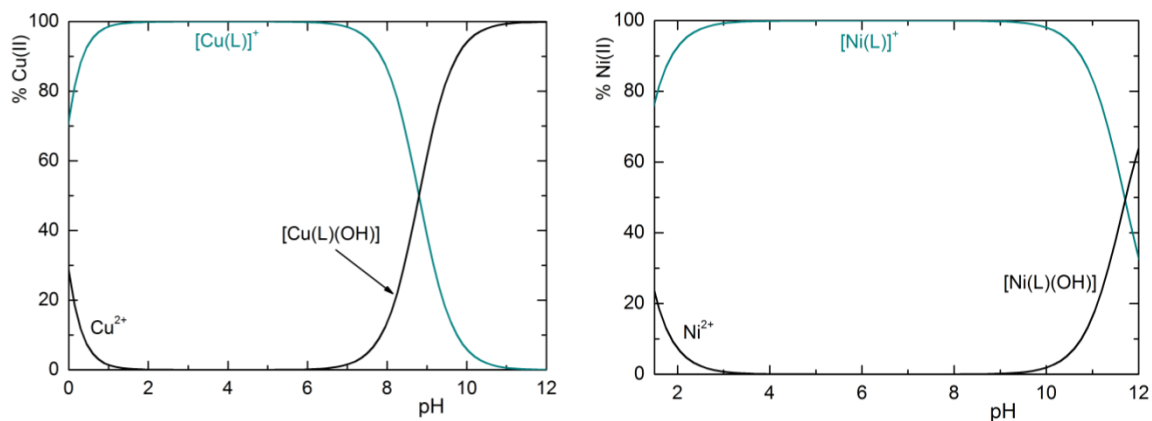 100
80
60
40
20
0
% Cu(II)
[Cu(L)]⁺
[Cu(L)(OH)]
Cu²⁺
0 2 4 6 8 10 12
pH
100
80
60
40
20
0
% Ni(II)
[Ni(L)]⁺
[Ni(L)(OH)]
Ni²⁺
2 4 6 8 10 12
pH